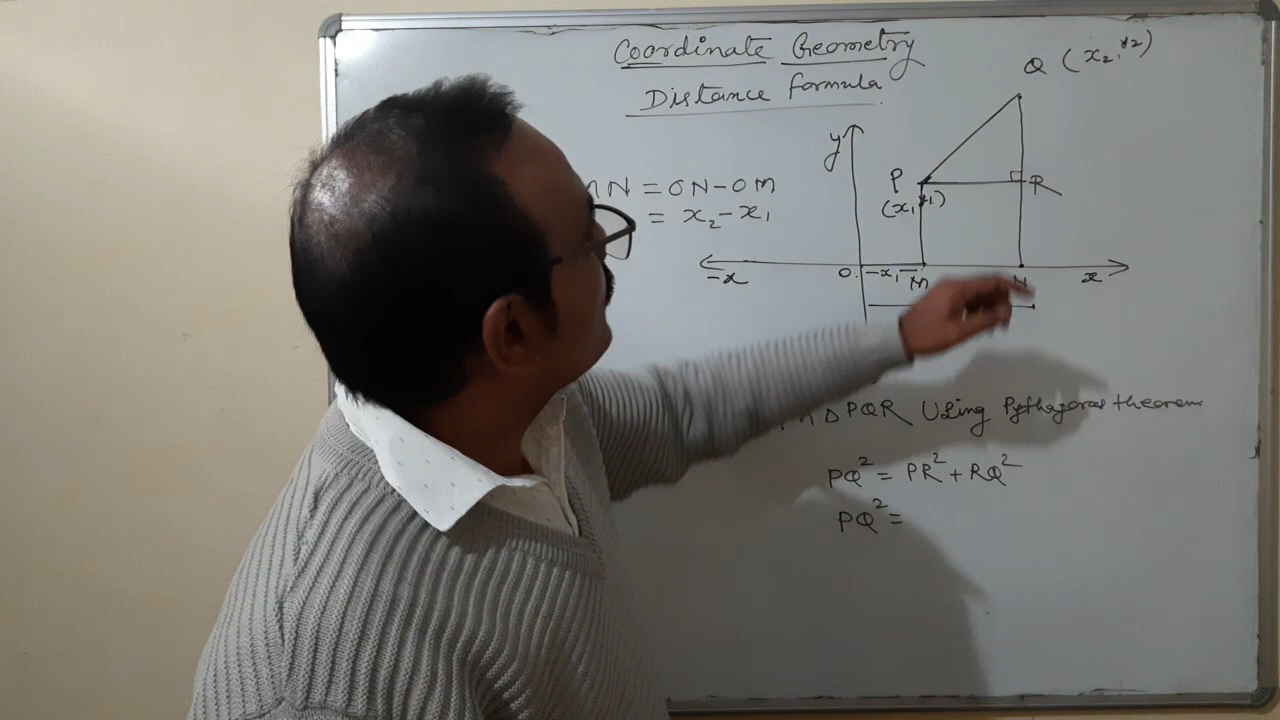 Coordinate Geometry
Distance formula
Q (x₂, y₂)
y
P
R
(x₁ y₁)
N = ON-OM
= x₂-x₁
-x
O
-x₁-
M
N
x
In △PQR Using Pythagoras theorem
PQ² = PR² + RQ²
PQ² =